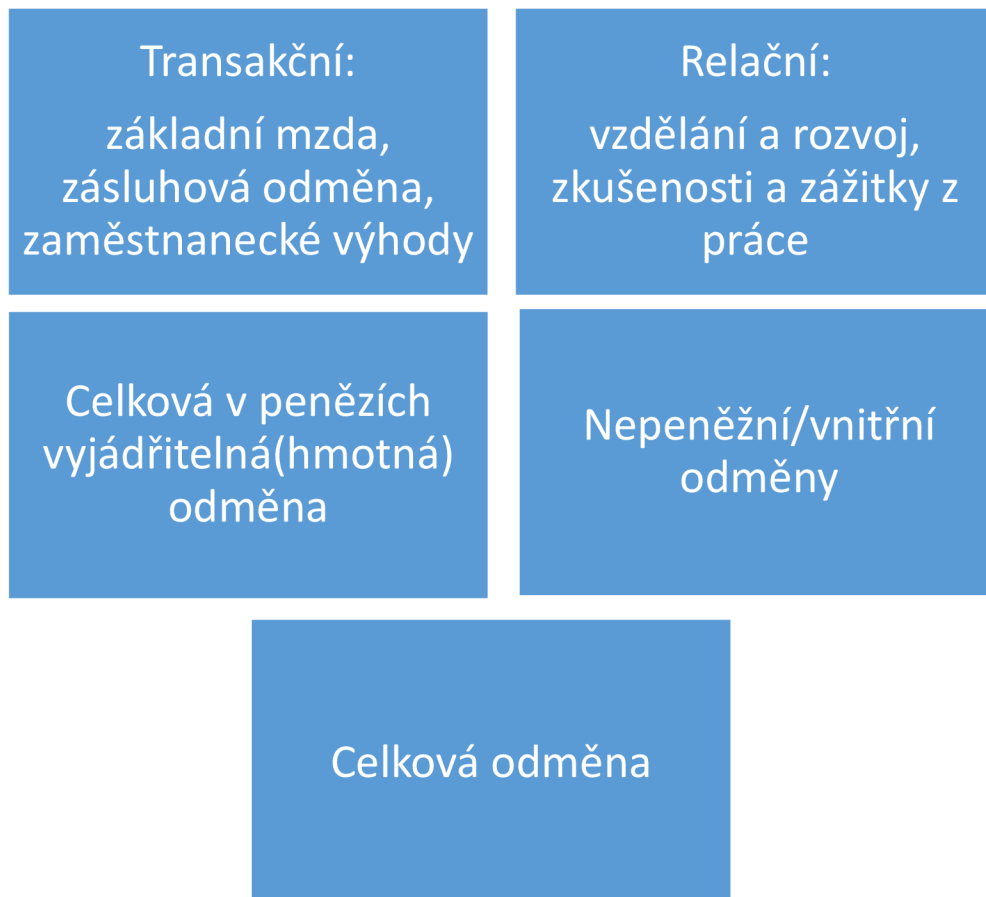 Transakční:
základní mzda,
zásluhová odměna,
zaměstnanecké výhody
Relační:
vzdělání a rozvoj,
zkušenosti a zážitky z
práce
Celková v penězích
vyjádřitelná(hmotná)
odměna
Nepeněžní/vnitřní
odměny
Celková odměna